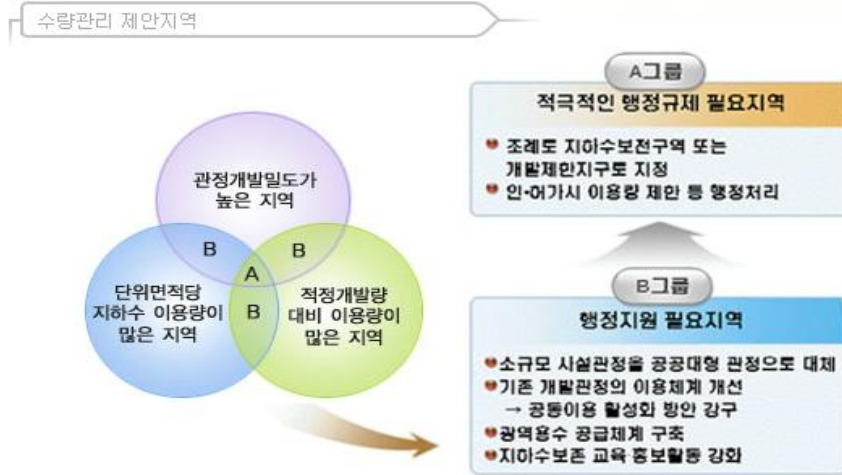 수량관리 제안지역
관정개발밀도가
높은 지역
B
B
A
단위면적당
지하수 이용량이
많은 지역
B
적정개발량
대비 이용량이
많은 지역
A그룹
적극적인 행정규제 필요지역
조례로 지하수보전구역 또는
개발제한지구로 지정
인·허가시 이용량 제안 등 행정처리
B그룹
행정지원 필요지역
소규모 시설관정을 공공대형 관정으로 대체
기존 개발관정의 이용체계 개선
→ 공동이용 활성화 방안 강구
광역용수 공급체계 구축
지하수보존 교육·홍보활동 강화